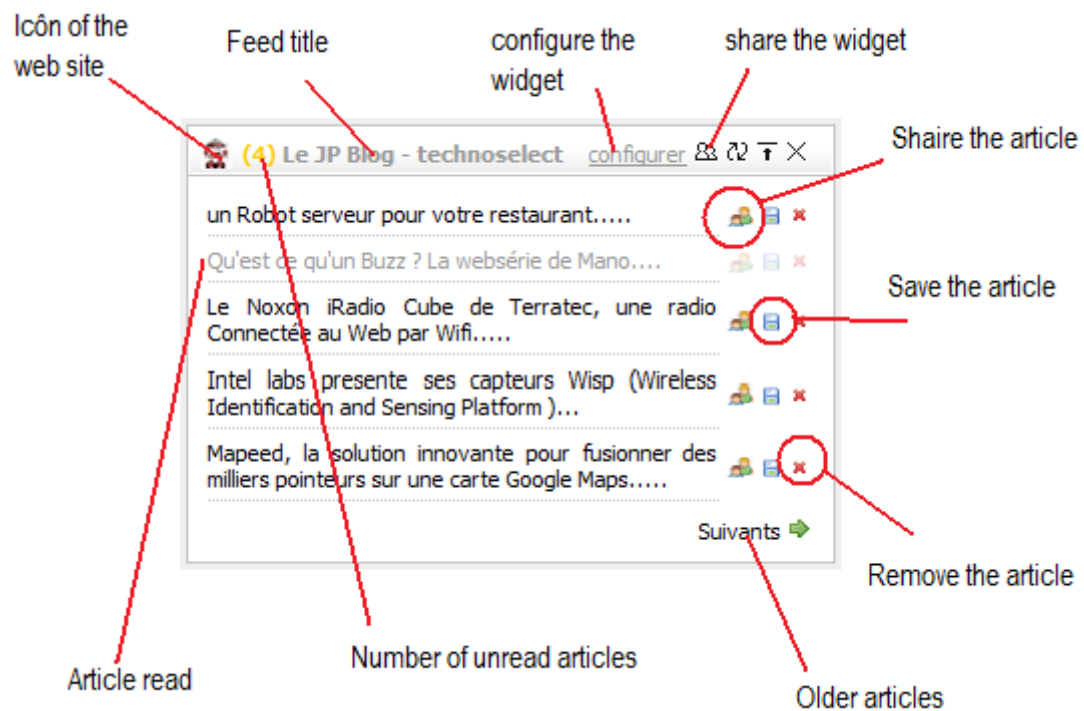 Icôn of the
web site
Feed title
configure the
widget
share the widget
Shaire the article
(4) Le JP Blog - technoselect configurer
un Robot serveur pour votre restaurant.....
Qu'est ce qu'un Buzz ? La websérie de Mano....
Le Noxon iRadio Cube de Terratec, une radio
Connectée au Web par Wifi.....
Save the article
Intel labs presente ses capteurs Wisp (Wireless
Identification and Sensing Platform )...
Mapeed, la solution innovante pour fusionner des
milliers pointeurs sur une carte Google Maps.....
Suivants
Remove the article
Number of unread articles
Article read
Older articles